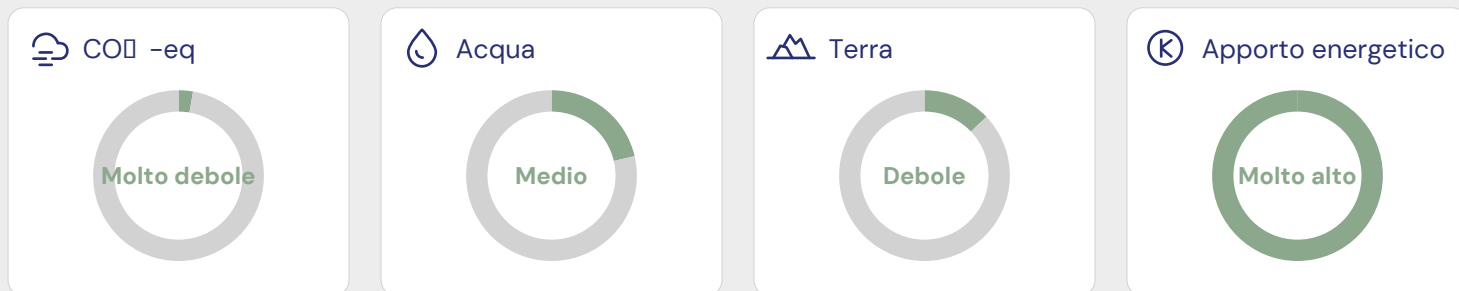 CO▯ -eq
Acqua
Terra
Apporto energetico
Molto debole
Medio
Debole
Molto alto